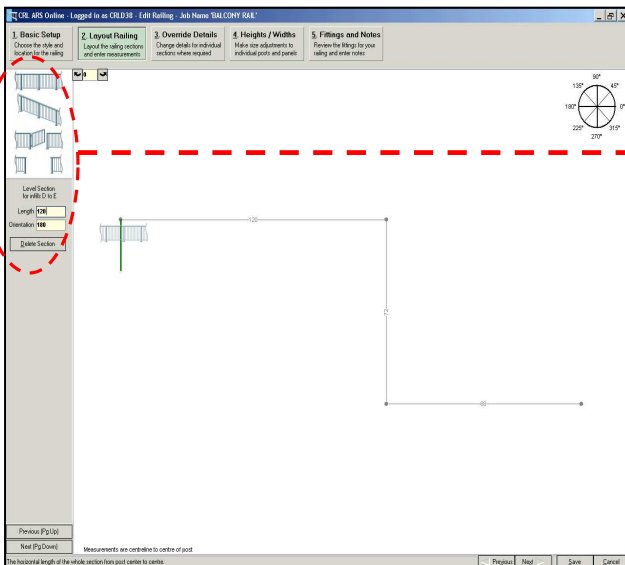 CRL ARS Online - Logged in as CRLD38 - Edit Railing - Job Name 'BALCONY RAIL'
1. Basic Setup
Choose the style and
location for the railing
2. Layout Railing
Layout the railing sections
and enter measurements
3. Override Details
Change details for individual
sections where required
4. Heights / Widths
Make size adjustments to
individual posts and panels
5. Fittings and Notes
Review the fittings for your
railing and enter notes
0
90°
135° 45°
180° 0°
225° 315°
270°
Level Section
for infills D to E
Length 120
Orientation 180
Delete Section
120
72
Previous (Pg Up)
Next (Pg Down)
Measurements are centreline to centre of post
The horizontal length of the whole section from post center to centre.
Previous Next Save Cancel